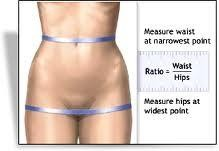 Measure waist
at narrowest point
Ratio = Waist
Hips
Measure hips at
widest point